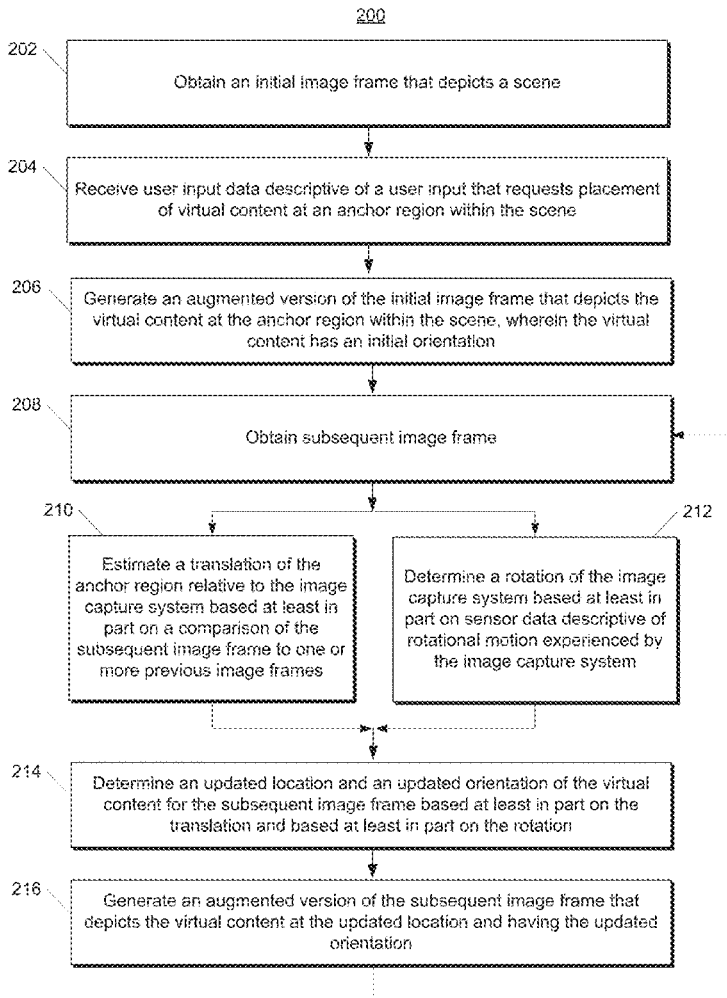 200
202
Obtain an initial image frame that depicts a scene
204
Receive user input data descriptive of a user input that requests placement
of virtual content at an anchor region within the scene
206
Generate an augmented version of the initial image frame that depicts the
virtual content at the anchor region within the scene, wherein the virtual
content has an initial orientation
208
Obtain subsequent image frame
210
Estimate a translation of the
anchor region relative to the image
capture system based at least in
part on a comparison of the
subsequent image frame to one or
more previous image frames
212
Determine a rotation of the image
capture system based at least in
part on sensor data descriptive of
rotational motion experienced by
the image capture system
214
Determine an updated location and an updated orientation of the virtual
content for the subsequent image frame based at least in part on the
translation and based at least in part on the rotation
216
Generate an augmented version of the subsequent image frame that
depicts the virtual content at the updated location and having the updated
orientation